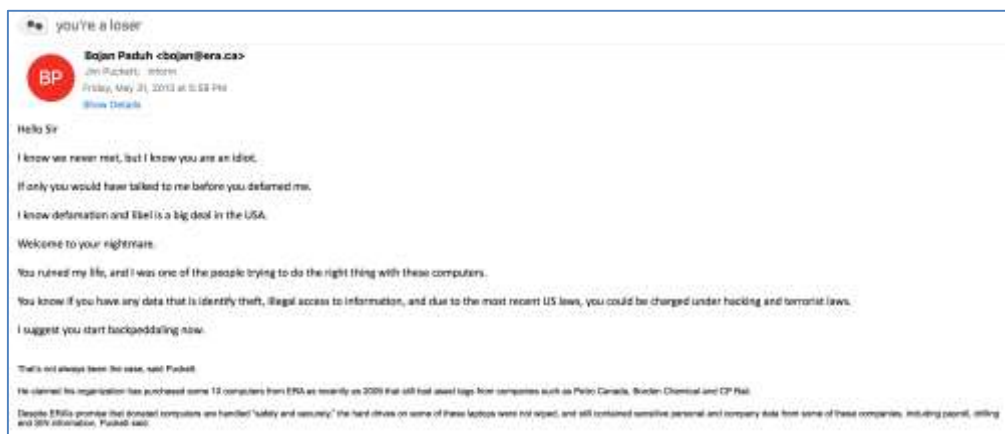 you're a loser
BP
Bojan Paduh <bojan@era.ca>
Jim Puckett, Inform
Friday, May 31, 2013 at 5:58 PM
Show Details
Hello Sir
I know we never met, but I know you are an idiot.
If only you would have talked to me before you defamed me.
I know defamation and libel is a big deal in the USA.
Welcome to your nightmare.
You ruined my life, and I was one of the people trying to do the right thing with these computers.
You know if you have any data that is identify theft, illegal access to information, and due to the most recent US laws, you could be charged under hacking and terrorist laws.
I suggest you start backpeddaling now.
That's not always been the case, said Puckett.
He claimed his organization has purchased some 10 computers from ERA as recently as 2009 that still had asset tags from companies such as Petro Canada, Borden Chemical and CP Rail.
Despite ERA's promise that donated computers are handled "safely and securely," the hard drives on some of these laptops were not wiped, and still contained sensitive personal and company data from some of these companies, including payroll, drilling
and SIN information, Puckett said.